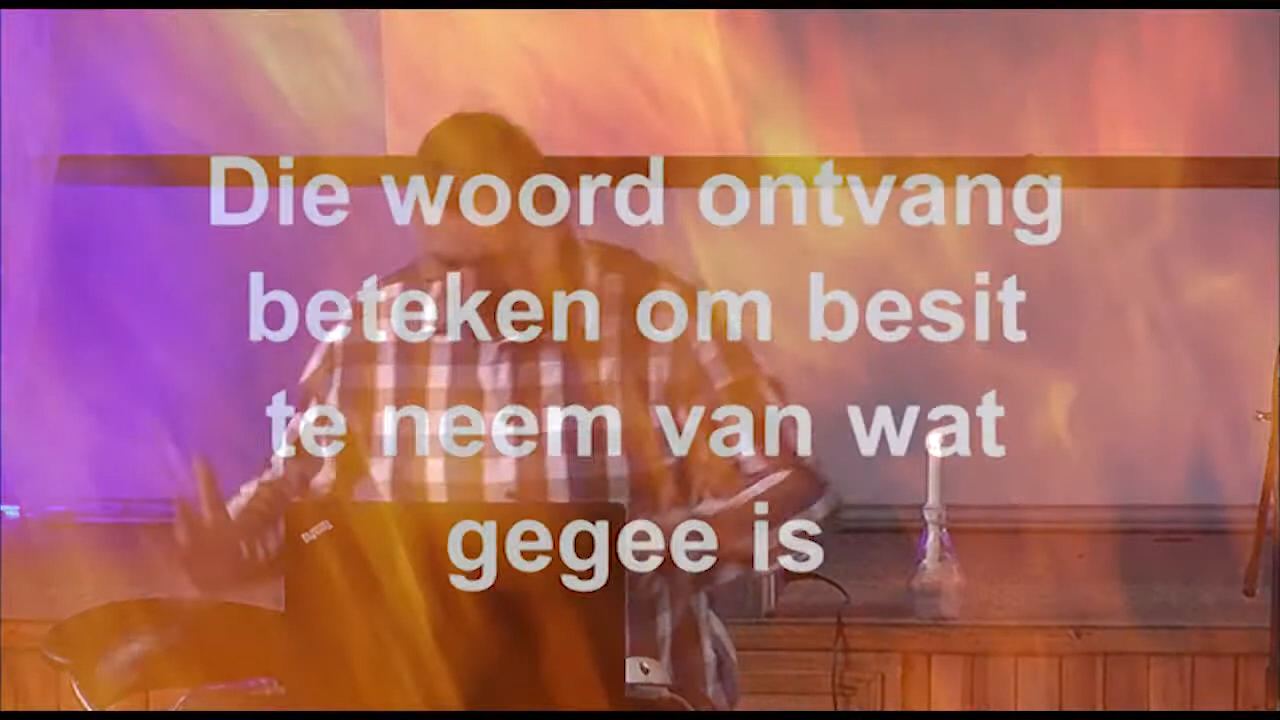 Die woord ontvang
beteken om besit
te neem van wat
gegee is